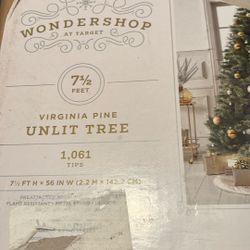 WONDERSHOP
AT TARGET
7½
FEET
VIRGINIA PINE
UNLIT TREE
1,061
TIPS
7½ FT H × 56 IN W (2.2 M × 142.2 CM)